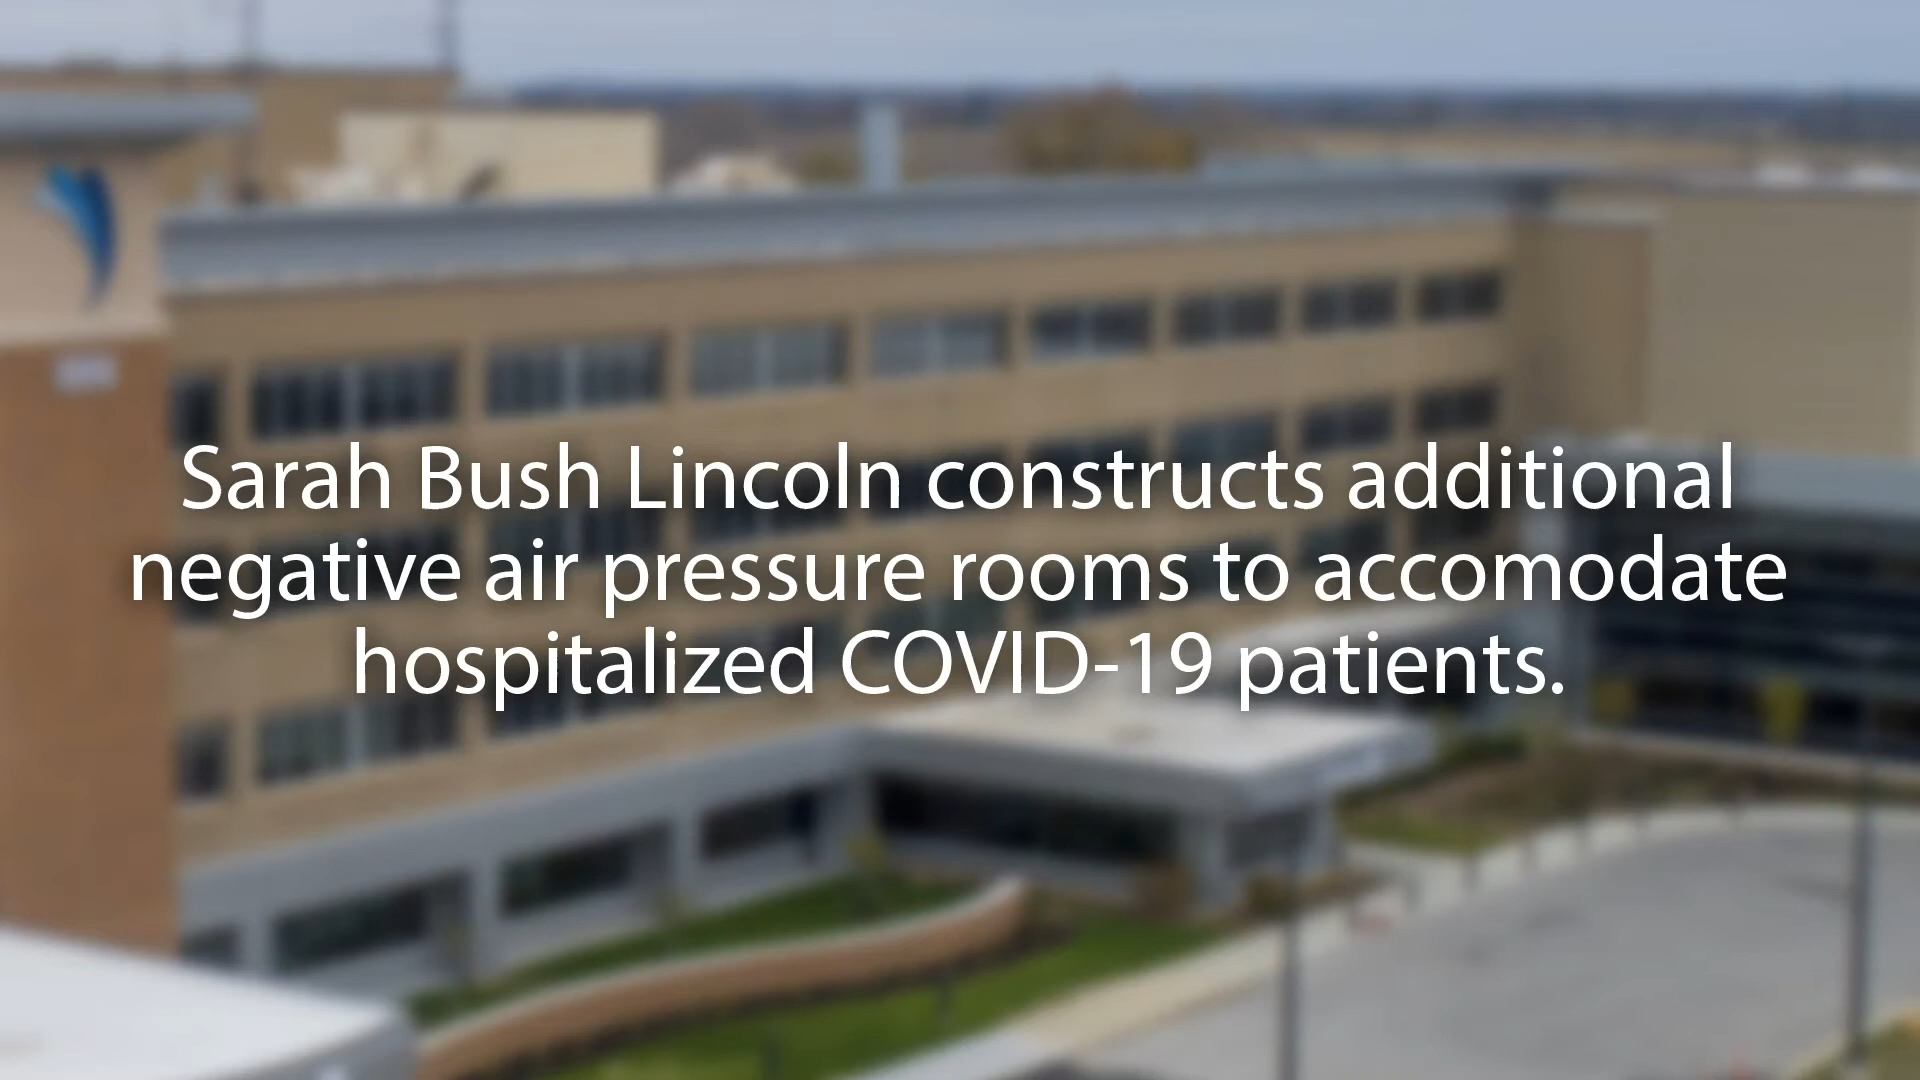 Sarah Bush Lincoln constructs additional
negative air pressure rooms to accomodate
hospitalized COVID-19 patients.